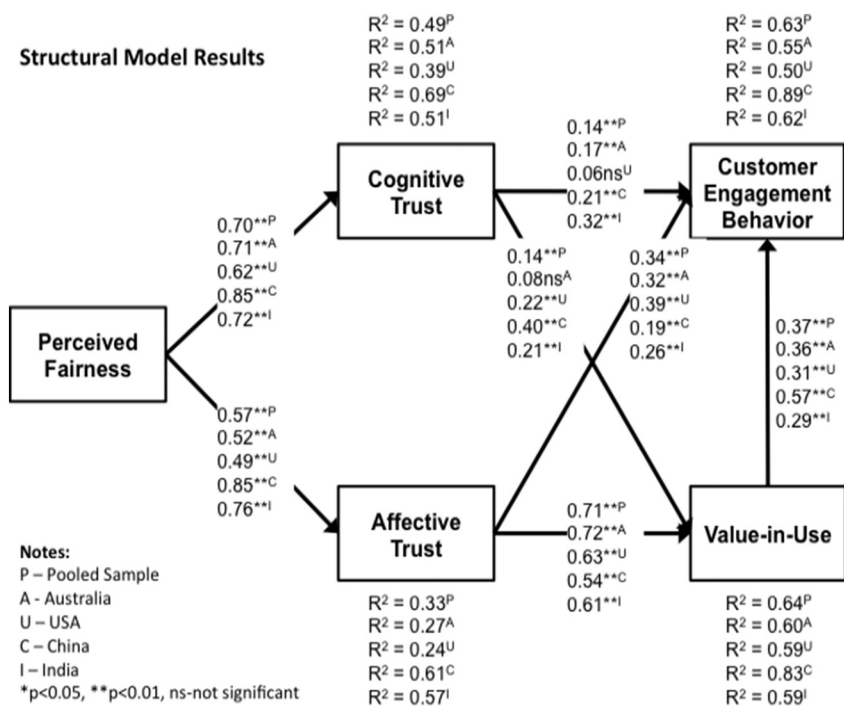 Structural Model Results
R² = 0.49ᴾ
R² = 0.51ᴬ
R² = 0.39ᵁ
R² = 0.69ᶜ
R² = 0.51ᴵ
R² = 0.63ᴾ
R² = 0.55ᴬ
R² = 0.50ᵁ
R² = 0.89ᶜ
R² = 0.62ᴵ
Cognitive
Trust
0.14**ᴾ
0.17**ᴬ
0.06nsᵁ
0.21**ᶜ
0.32**ᴵ
Customer
Engagement
Behavior
0.70**ᴾ
0.71**ᴬ
0.62**ᵁ
0.85**ᶜ
0.72**ᴵ
0.14**ᴾ
0.08nsᴬ
0.22**ᵁ
0.40**ᶜ
0.21**ᴵ
0.34**ᴾ
0.32**ᴬ
0.39**ᵁ
0.19**ᶜ
0.26**ᴵ
Perceived
Fairness
0.37**ᴾ
0.36**ᴬ
0.31**ᵁ
0.57**ᶜ
0.29**ᴵ
0.57**ᴾ
0.52**ᴬ
0.49**ᵁ
0.85**ᶜ
0.76**ᴵ
Affective
Trust
0.71**ᴾ
0.72**ᴬ
0.63**ᵁ
0.54**ᶜ
0.61**ᴵ
Value-in-Use
Notes:
P – Pooled Sample
A - Australia
U – USA
C – China
I – India
*p<0.05, **p<0.01, ns-not significant
R² = 0.33ᴾ
R² = 0.27ᴬ
R² = 0.24ᵁ
R² = 0.61ᶜ
R² = 0.57ᴵ
R² = 0.64ᴾ
R² = 0.60ᴬ
R² = 0.59ᵁ
R² = 0.83ᶜ
R² = 0.59ᴵ